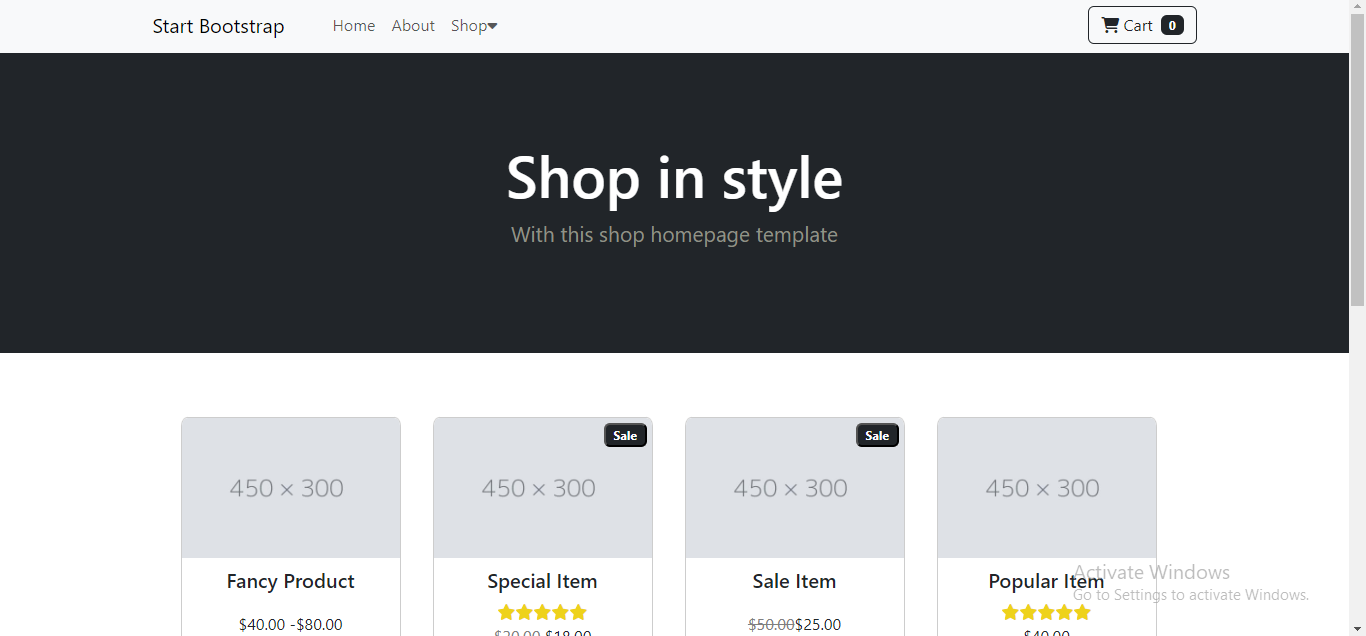 Start Bootstrap Home About Shop Cart 0
Shop in style
With this shop homepage template
Sale Sale
450 × 300 450 × 300 450 × 300 450 × 300
Fancy Product Special Item Sale Item Popular Item
$40.00 -$80.00 $20.00 $18.00 $50.00$25.00 $40.00
Activate Windows
Go to Settings to activate Windows.